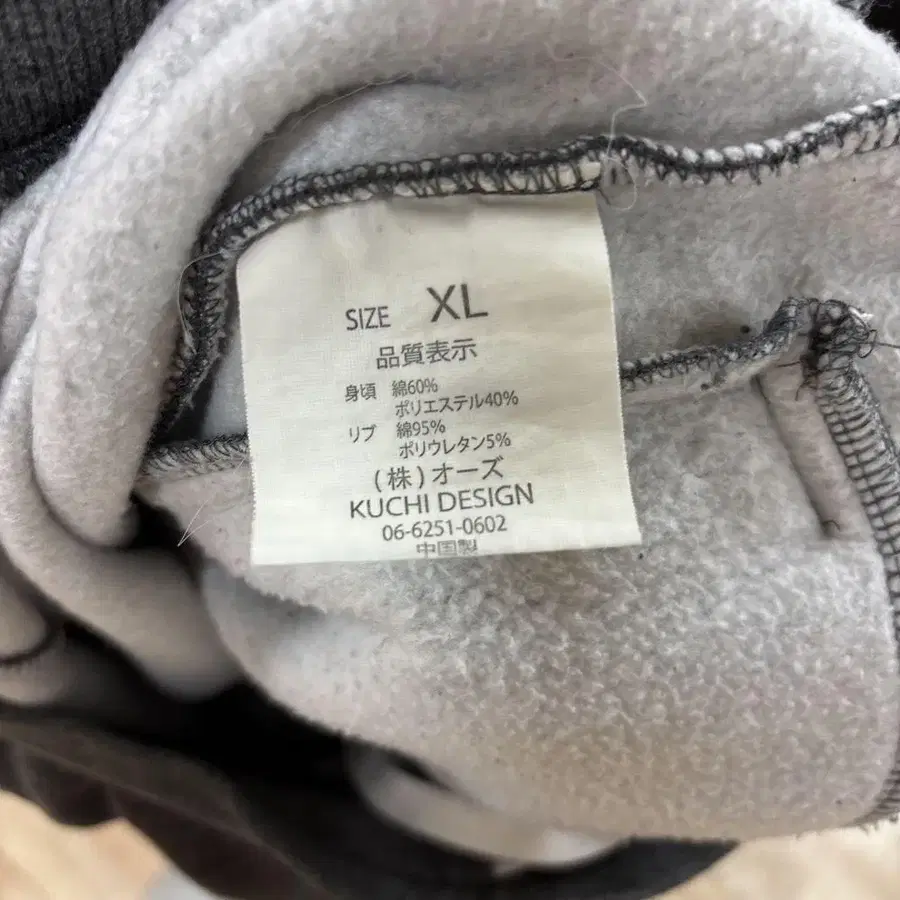 SIZE XL
品質表示
身頃 綿60%
ポリエステル40%
リブ 綿95%
ポリウレタン5%
(株)オーズ
KUCHI DESIGN
06-6251-0602
中国製